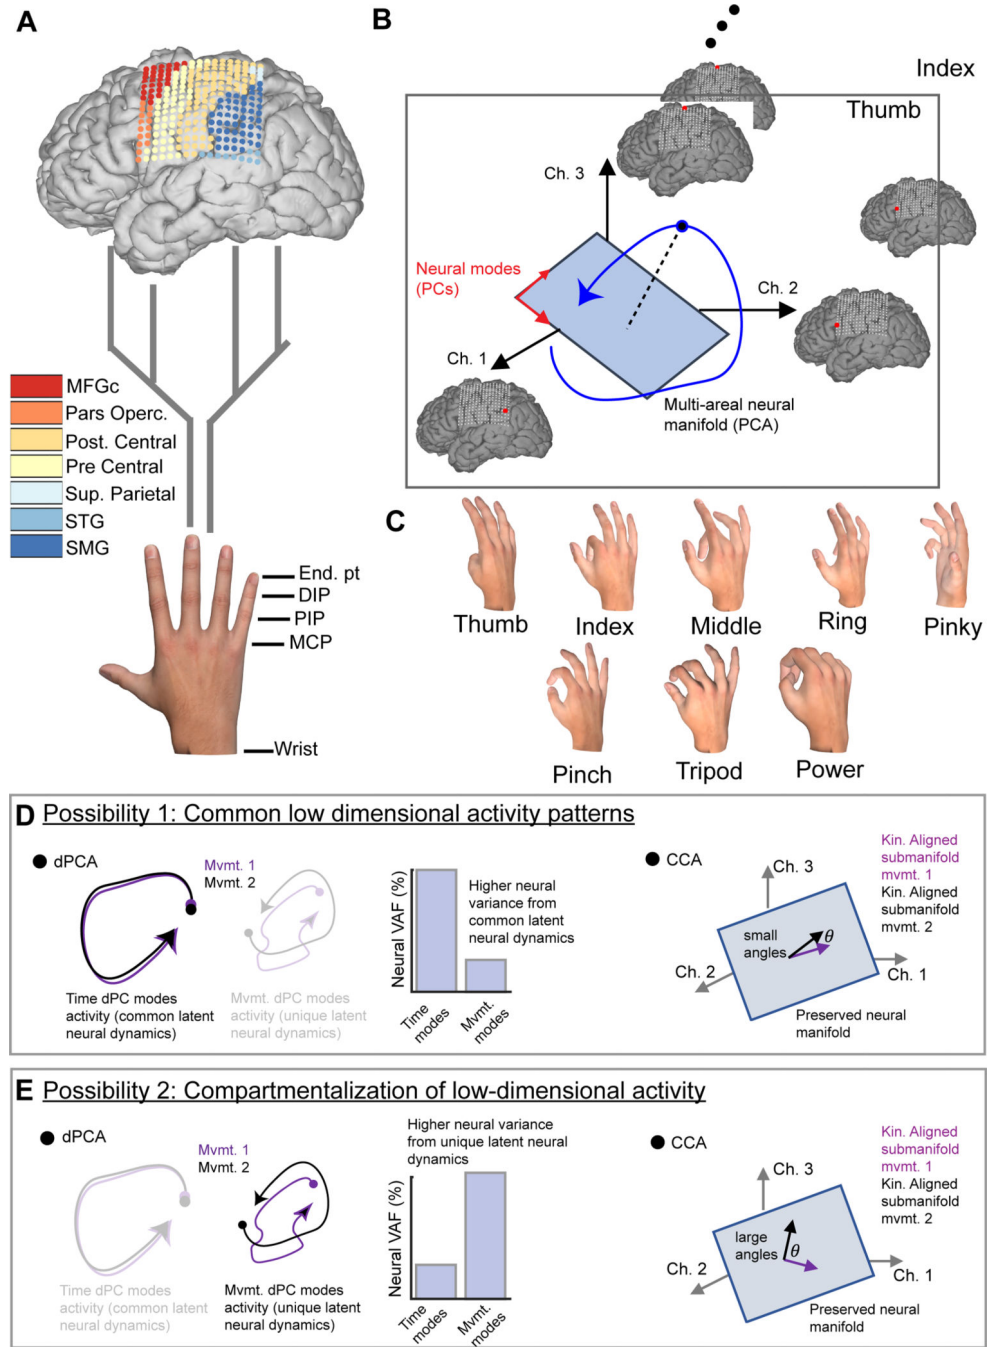 A
MFGc
Pars Operc.
Post. Central
Pre Central
Sup. Parietal
STG
SMG
End. pt
DIP
PIP
MCP
Wrist
B
Index
Thumb
Ch. 3
Neural modes
(PCs)
Ch. 2
Ch. 1
Multi-areal neural
manifold (PCA)
C
Thumb
Index
Middle
Ring
Pinky
Pinch
Tripod
Power
D Possibility 1: Common low dimensional activity patterns
dPCA
Mvmt. 1
Mvmt. 2
Time dPC modes
activity (common latent
neural dynamics)
Mvmt. dPC modes
activity (unique latent
neural dynamics)
Neural VAF (%)
Higher neural
variance from
common latent
neural dynamics
Time
modes
Mvmt.
modes
CCA
Ch. 3
small
angles
θ
Ch. 2
Ch. 1
Kin. Aligned
submanifold
mvmt. 1
Kin. Aligned
submanifold
mvmt. 2
Preserved neural
manifold
E Possibility 2: Compartmentalization of low-dimensional activity
dPCA
Mvmt. 1
Mvmt. 2
Time dPC modes
activity (common latent
neural dynamics)
Mvmt. dPC modes
activity (unique latent
neural dynamics)
Higher neural variance
from unique latent neural
dynamics
Neural VAF (%)
Time
modes
Mvmt.
modes
CCA
Ch. 3
large
angles
θ
Ch. 2
Ch. 1
Kin. Aligned
submanifold
mvmt. 1
Kin. Aligned
submanifold
mvmt. 2
Preserved neural
manifold